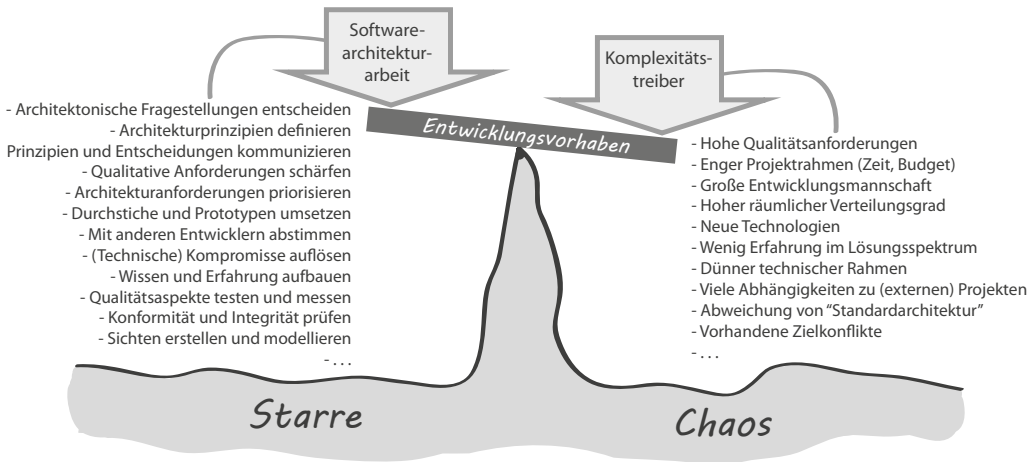 Software-
architektur-
arbeit
Komplexitäts-
treiber
Entwicklungsvorhaben
- Architektonische Fragestellungen entscheiden
- Architekturprinzipien definieren
Prinzipien und Entscheidungen kommunizieren
- Qualitative Anforderungen schärfen
- Architekturanforderungen priorisieren
- Durchstiche und Prototypen umsetzen
- Mit anderen Entwicklern abstimmen
- (Technische) Kompromisse auflösen
- Wissen und Erfahrung aufbauen
- Qualitätsaspekte testen und messen
- Konformität und Integrität prüfen
- Sichten erstellen und modellieren
- ...
- Hohe Qualitätsanforderungen
- Enger Projektrahmen (Zeit, Budget)
- Große Entwicklungsmannschaft
- Hoher räumlicher Verteilungsgrad
- Neue Technologien
- Wenig Erfahrung im Lösungsspektrum
- Dünner technischer Rahmen
- Viele Abhängigkeiten zu (externen) Projekten
- Abweichung von “Standardarchitektur”
- Vorhandene Zielkonflikte
- ...
Starre
Chaos